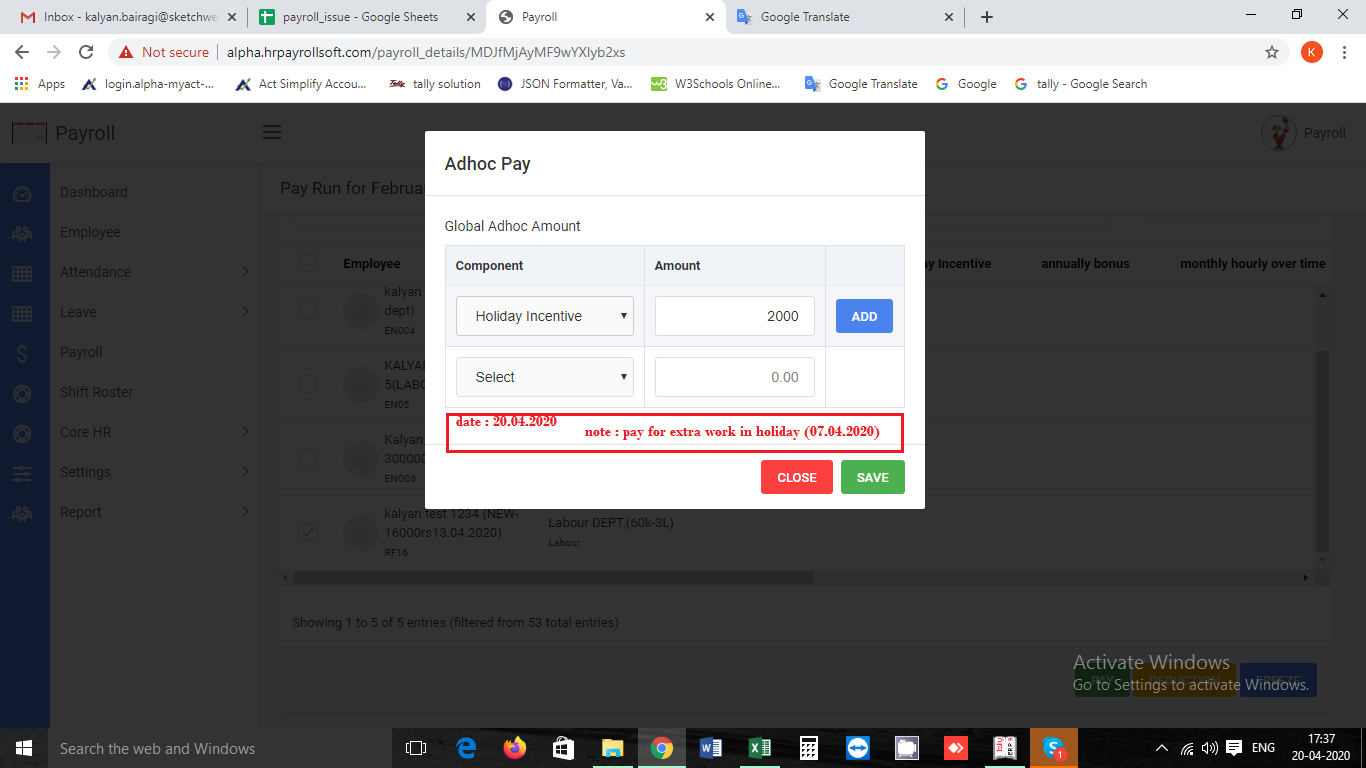 Inbox - kalyan.bairagi@sketchwe
payroll_issue - Google Sheets
Payroll
Google Translate
Not secure
alpha.hrpayrollsoft.com/payroll_details/MDJfMjAyMF9wYXlyb2xs
K
Apps
login.alpha-myact-...
Act Simplify Accou...
tally solution
JSON Formatter, Va...
W3Schools Online...
Google Translate
Google
tally - Google Search
Payroll
Payroll
Dashboard
Employee
Attendance
Leave
Payroll
Shift Roster
Core HR
Settings
Report
Pay Run for Februa
Employee
y Incentive
annually bonus
monthly hourly over time
kalyan
dept)
EN004
KALYA
5(LAB
EN05
Kalyan
30000
ENO06
kalyan test 1234 (NEW-
16000rs13.04.2020)
RF16
Labour DEPT.(60k-3L)
Labour
Showing 1 to 5 of 5 entries (filtered from 53 total entries)
Adhoc Pay
Global Adhoc Amount
Component
Amount
Holiday Incentive
2000
ADD
Select
0.00
date : 20.04.2020
note : pay for extra work in holiday (07.04.2020)
CLOSE
SAVE
PAY
DEDUCTION
FREEZE
Activate Windows
Go to Settings to activate Windows.
Search the web and Windows
1
ENG
17:37
20-04-2020